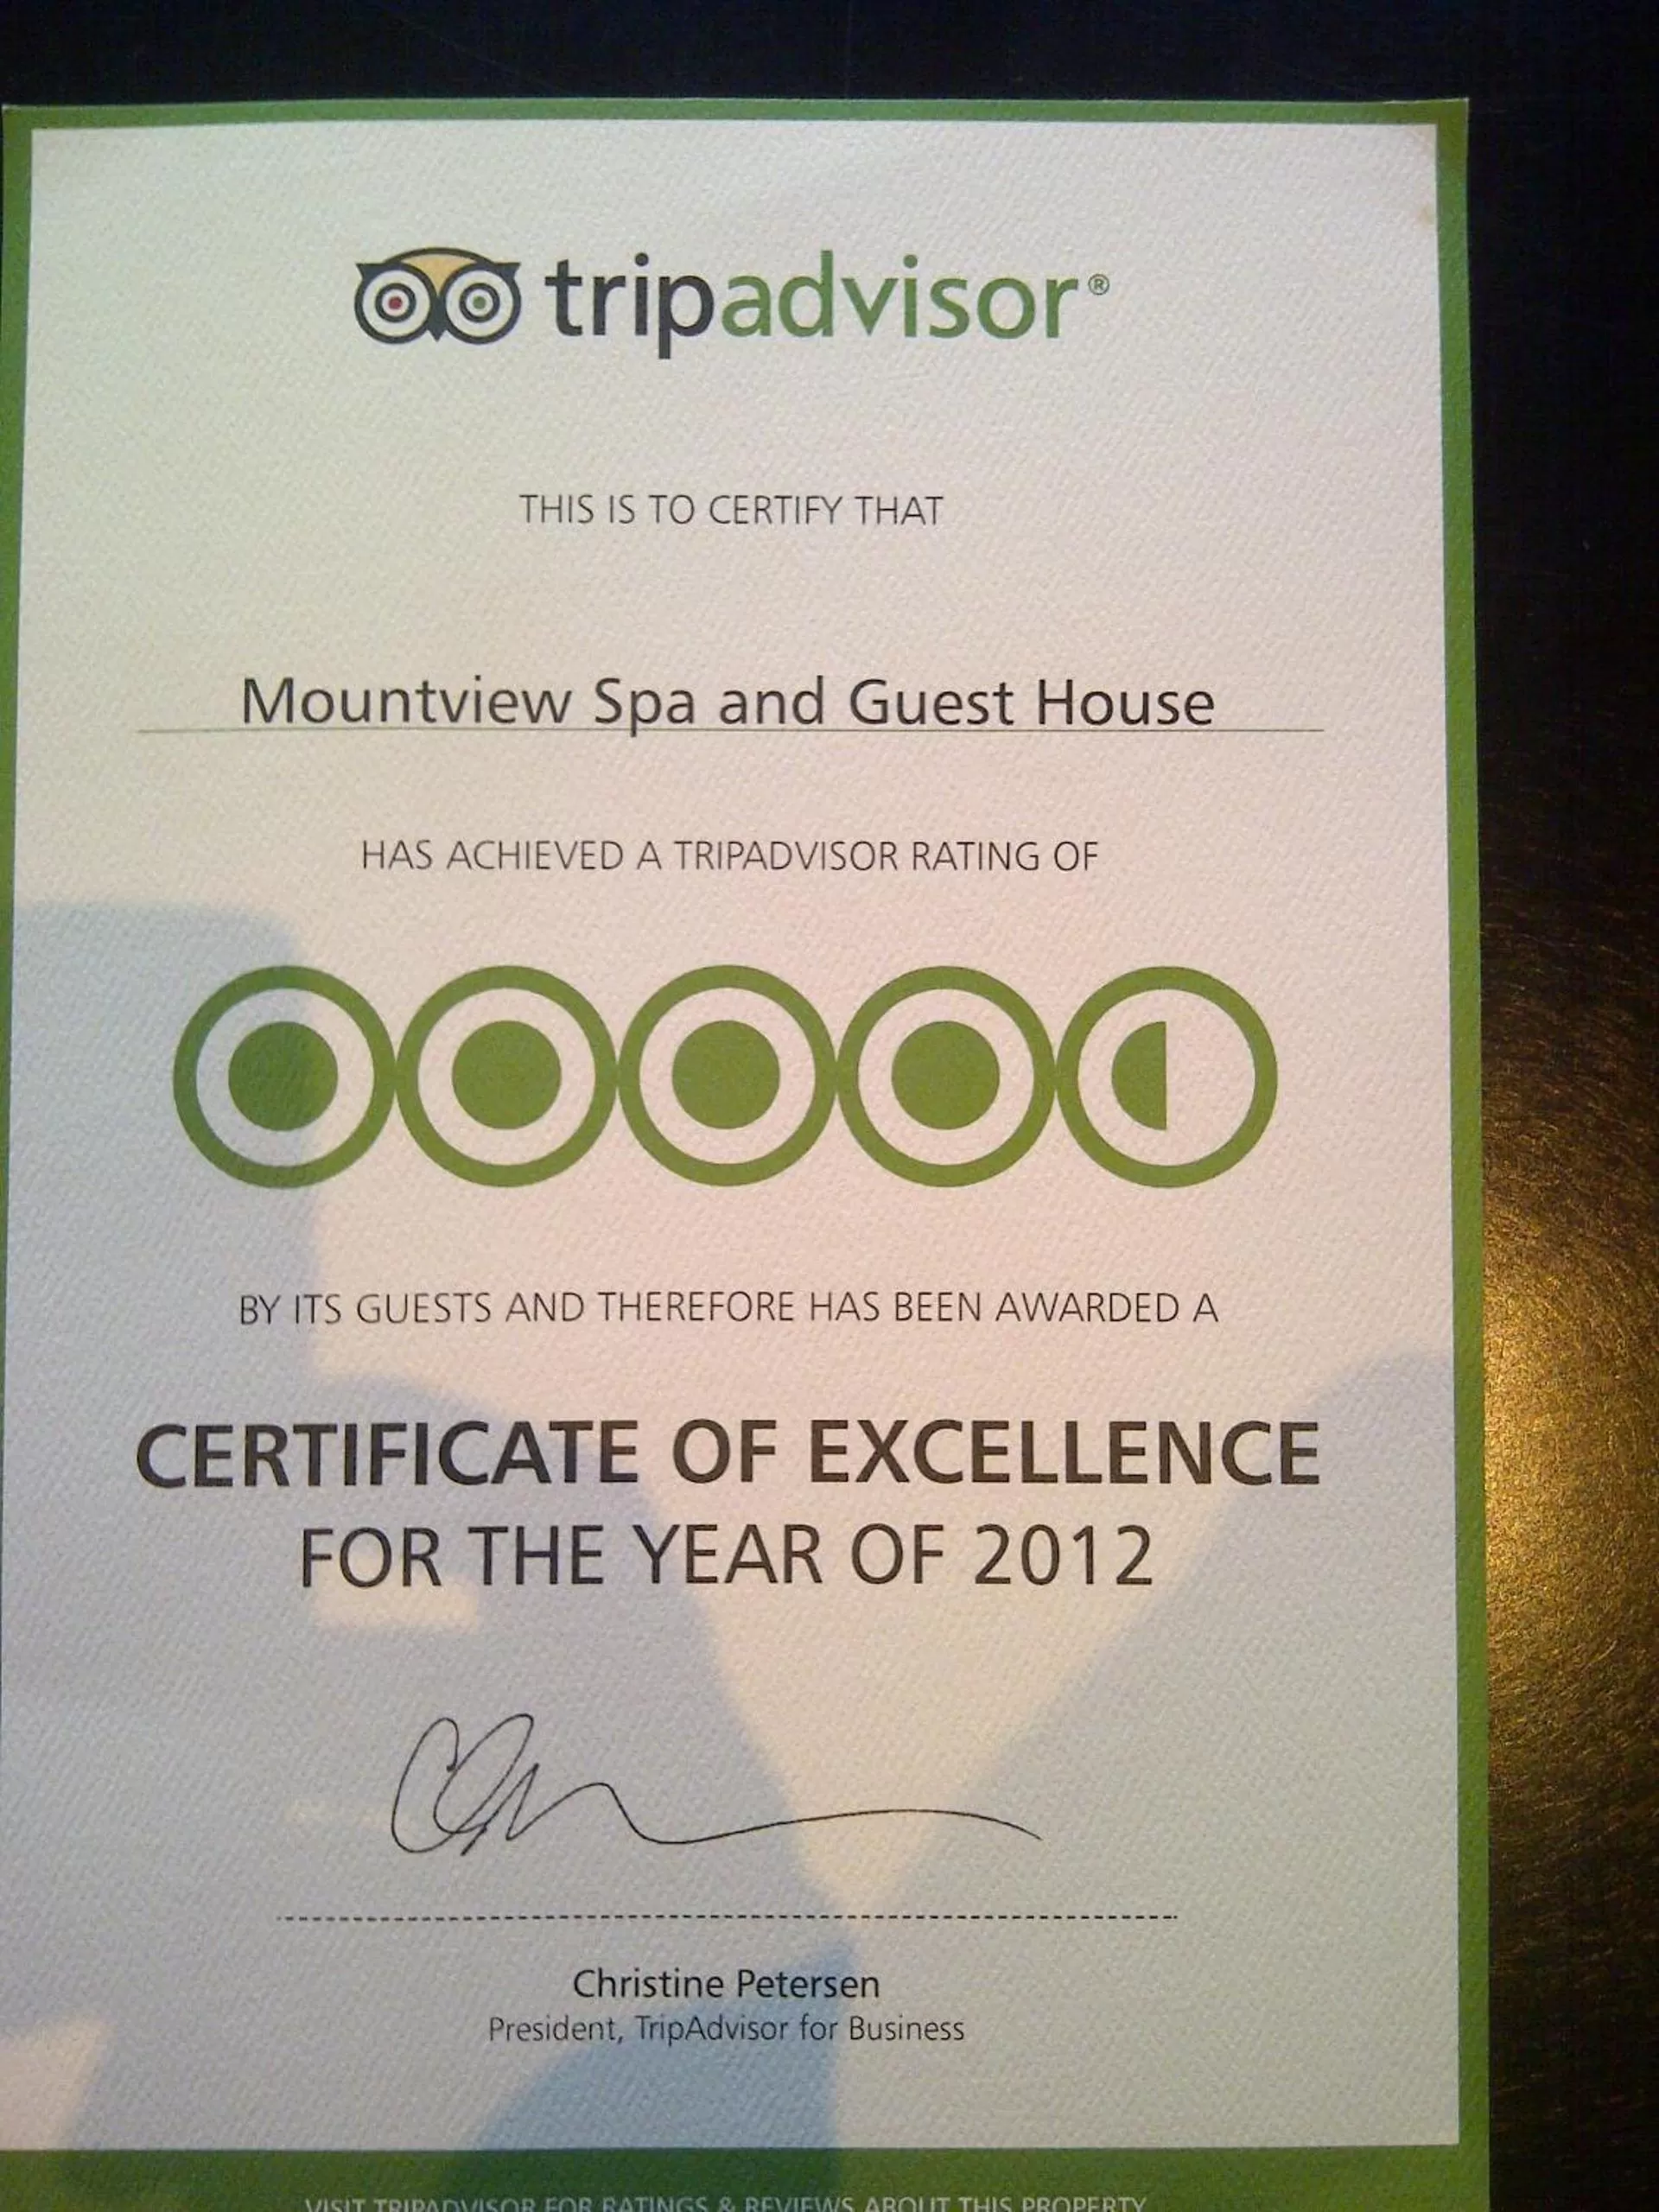 tripadvisor®
THIS IS TO CERTIFY THAT
Mountview Spa and Guest House
HAS ACHIEVED A TRIPADVISOR RATING OF
BY ITS GUESTS AND THEREFORE HAS BEEN AWARDED A
CERTIFICATE OF EXCELLENCE
FOR THE YEAR OF 2012
Christine Petersen
President, TripAdvisor for Business
VISIT TRIPADVISOR FOR RATINGS & REVIEWS ABOUT THIS PROPERTY